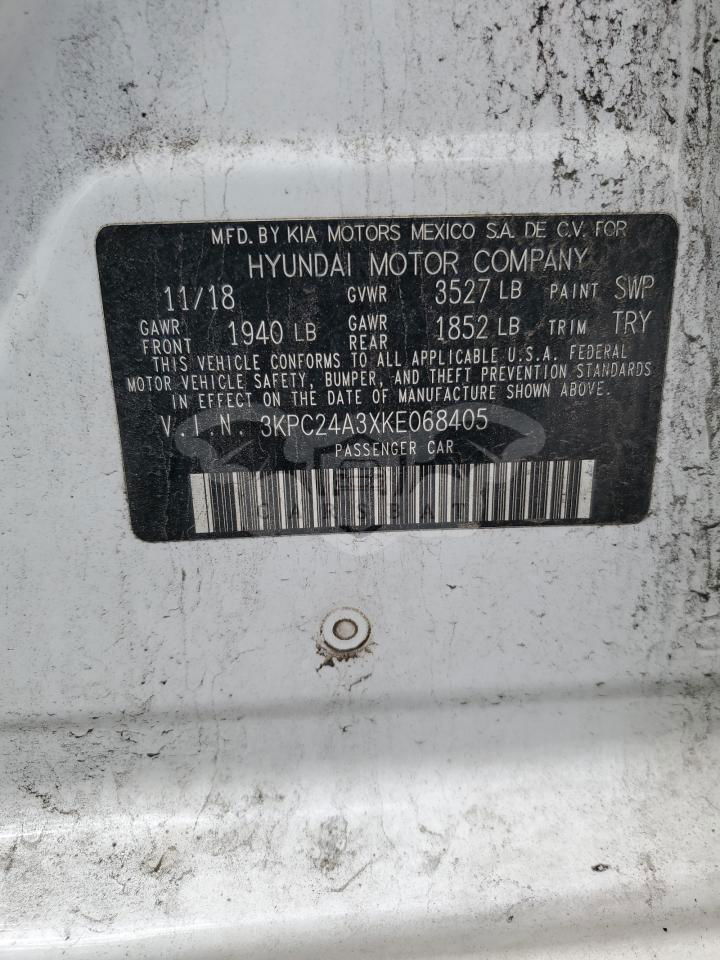 MFD. BY KIA MOTORS MEXICO S.A. DE C.V. FOR
HYUNDAI MOTOR COMPANY
11/18 GVWR 3527 LB PAINT SWP
GAWR FRONT 1940 LB GAWR REAR 1852 LB TRIM TRY
THIS VEHICLE CONFORMS TO ALL APPLICABLE U.S.A. FEDERAL
MOTOR VEHICLE SAFETY, BUMPER, AND THEFT PREVENTION STANDARDS
IN EFFECT ON THE DATE OF MANUFACTURE SHOWN ABOVE.
V.I.N. 3KPC24A3XKE068405
PASSENGER CAR